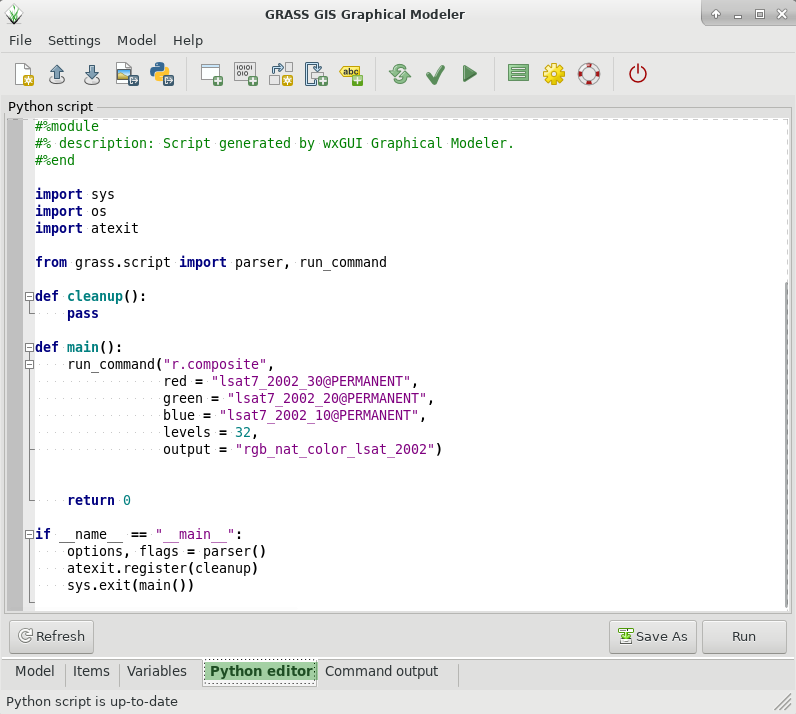 GRASS GIS Graphical Modeler
File Settings Model Help
Python script
#%module
#% description: Script generated by wxGUI Graphical Modeler.
#%end
import sys
import os
import atexit
from grass.script import parser, run_command
def cleanup():
    pass
def main():
    run_command("r.composite",
                red = "lsat7_2002_30@PERMANENT",
                green = "lsat7_2002_20@PERMANENT",
                blue = "lsat7_2002_10@PERMANENT",
                levels = 32,
                output = "rgb_nat_color_lsat_2002")
    return 0
if __name__ == "__main__":
    options, flags = parser()
    atexit.register(cleanup)
    sys.exit(main())
Refresh Save As Run
Model Items Variables Python editor Command output
Python script is up-to-date